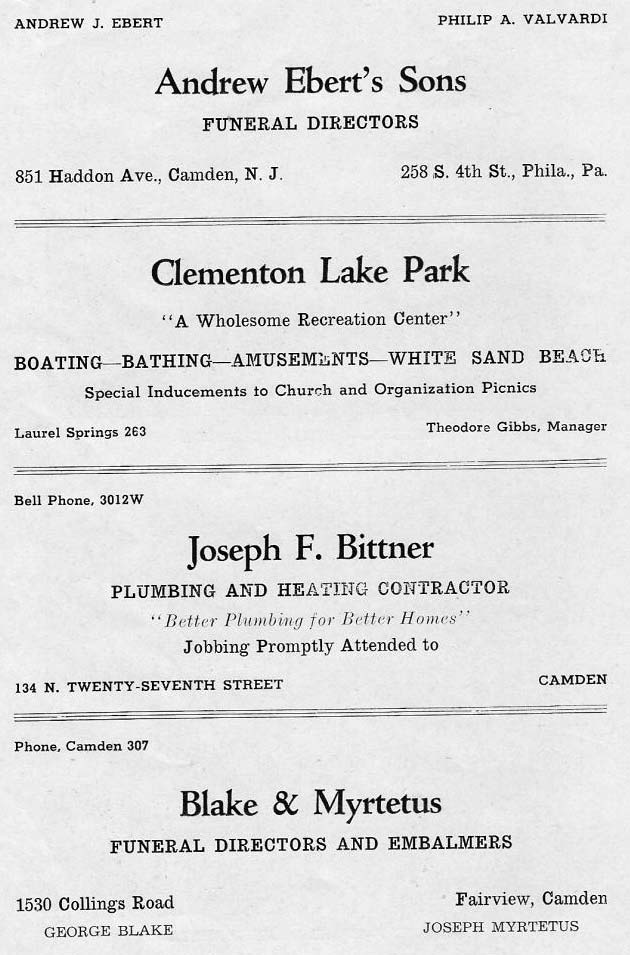 ANDREW J. EBERT PHILIP A. VALVARDI
Andrew Ebert's Sons
FUNERAL DIRECTORS
851 Haddon Ave., Camden, N. J. 258 S. 4th St., Phila., Pa.
Clementon Lake Park
"A Wholesome Recreation Center"
BOATING—BATHING—AMUSEMENTS—WHITE SAND BEACH
Special Inducements to Church and Organization Picnics
Laurel Springs 263 Theodore Gibbs, Manager
Bell Phone, 3012W
Joseph F. Bittner
PLUMBING AND HEATING CONTRACTOR
"Better Plumbing for Better Homes"
Jobbing Promptly Attended to
134 N. TWENTY-SEVENTH STREET CAMDEN
Phone, Camden 307
Blake & Myrtetus
FUNERAL DIRECTORS AND EMBALMERS
1530 Collings Road Fairview, Camden
GEORGE BLAKE JOSEPH MYRTETUS